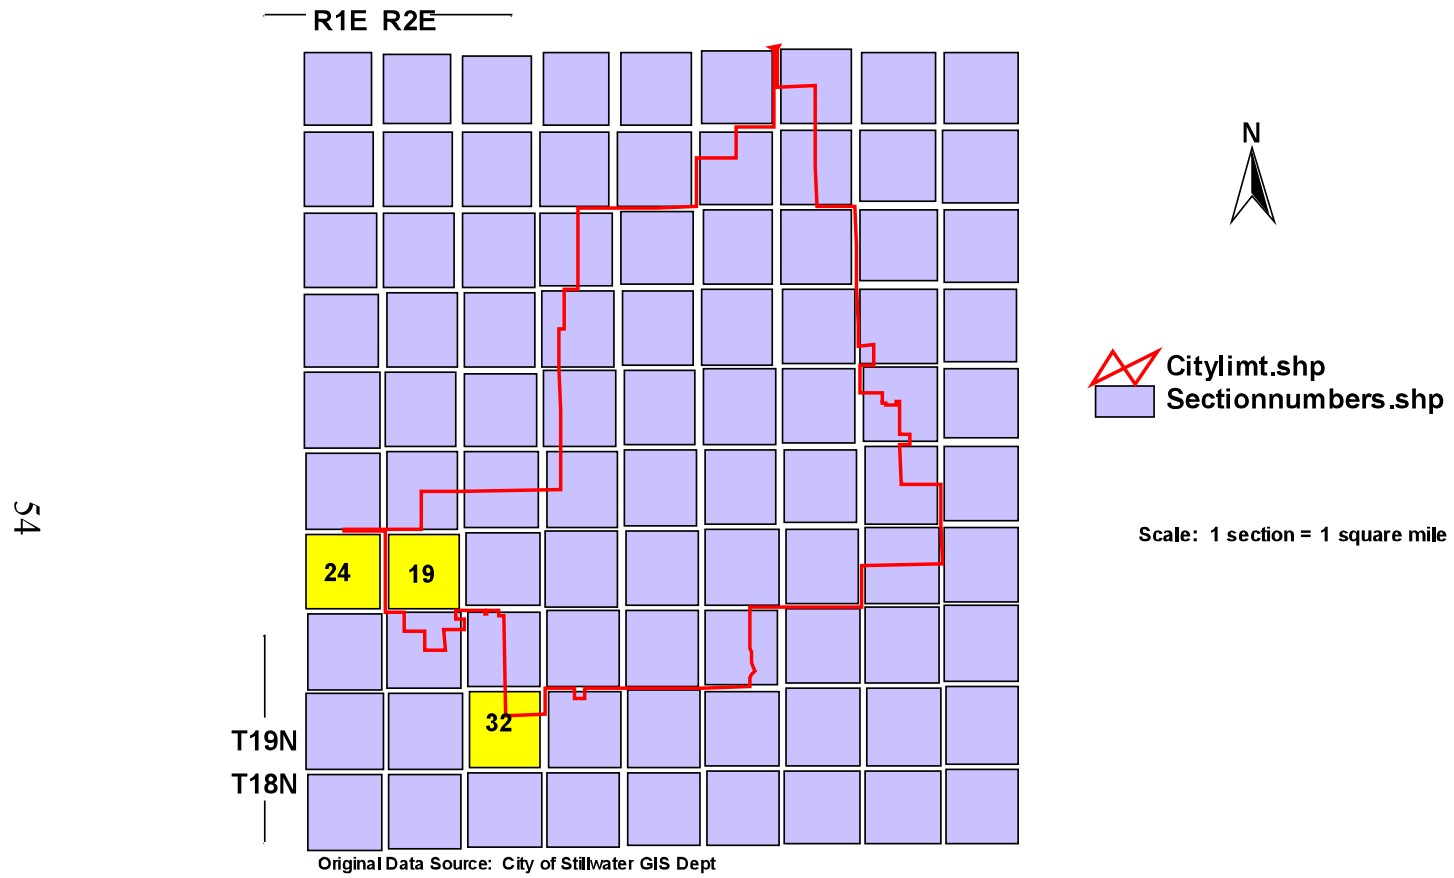 R1E R2E
N
Citylimt.shp
Sectionnumbers.shp
54
Scale: 1 section = 1 square mile
24
19
32
T19N
T18N
Original Data Source: City of Stillwater GIS Dept